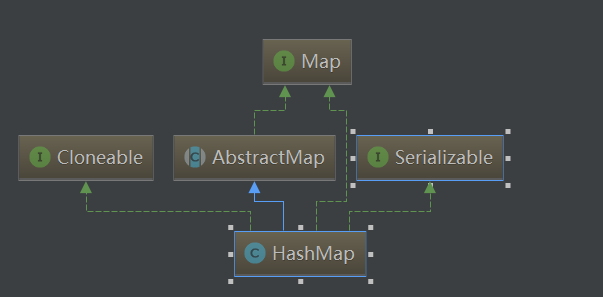 I Map
I Cloneable
C AbstractMap
I Serializable
C HashMap